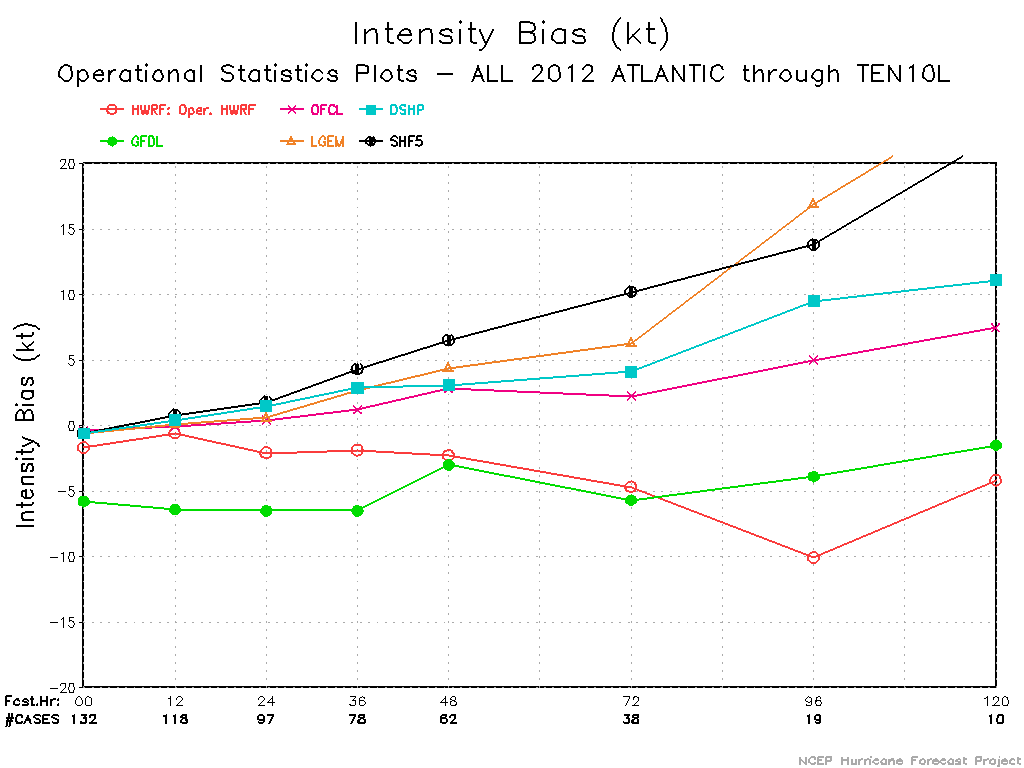 Intensity Bias (kt)
Operational Statistics Plots – ALL 2012 ATLANTIC through TEN10L
HWRF: Oper. HWRF OFCL DSHP
GFDL LGEM SHF5
20
15
10
5
0
−5
−10
−15
−20
Intensity Bias (kt)
Fcst.Hr: 00 12 24 36 48 72 96 120
#CASES 132 118 97 78 62 38 19 10
NCEP Hurricane Forecast Project